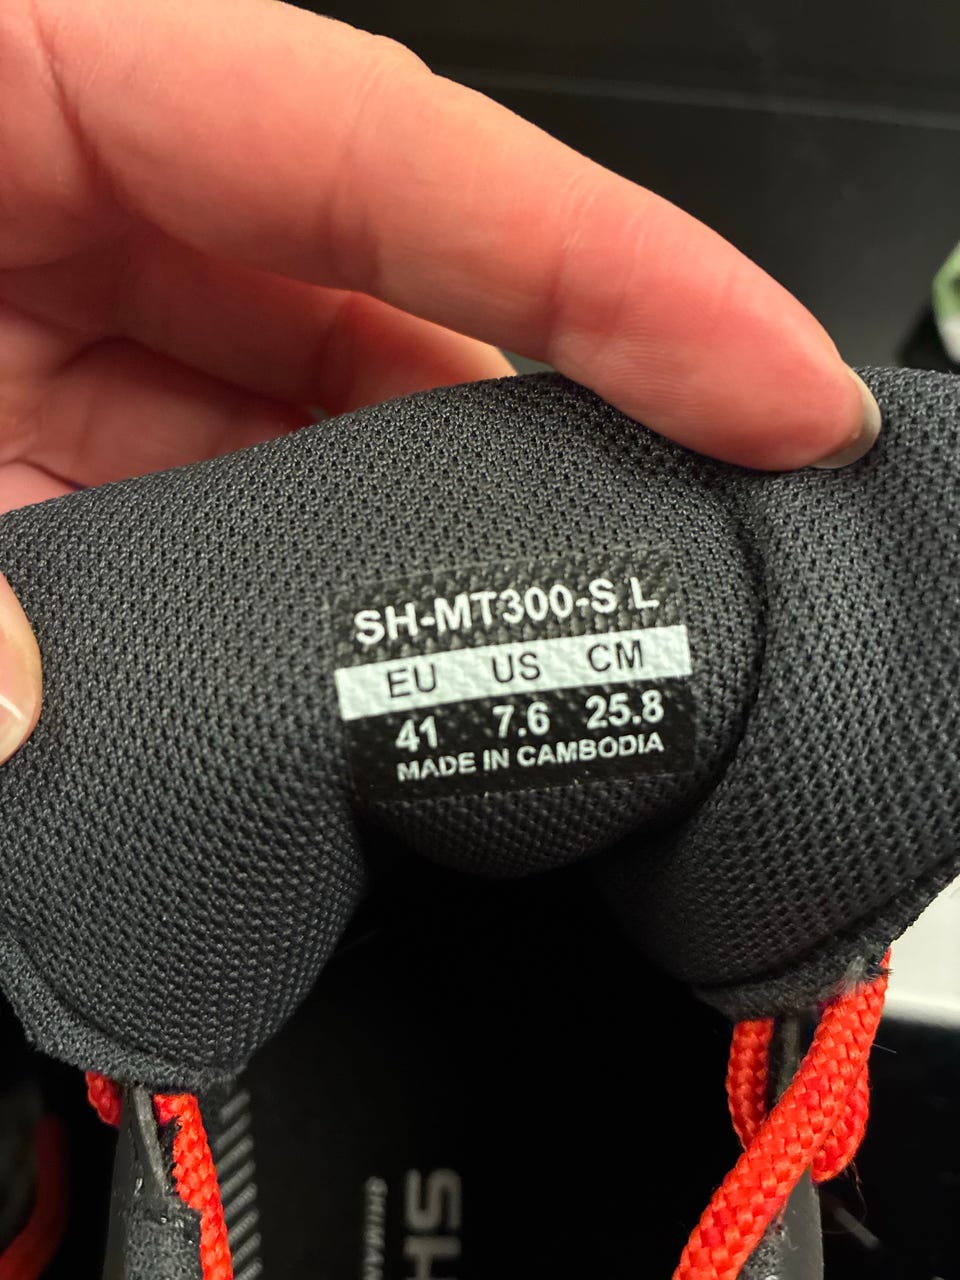 SH-MT300-S L
EU US CM
41 7.6 25.8
MADE IN CAMBODIA